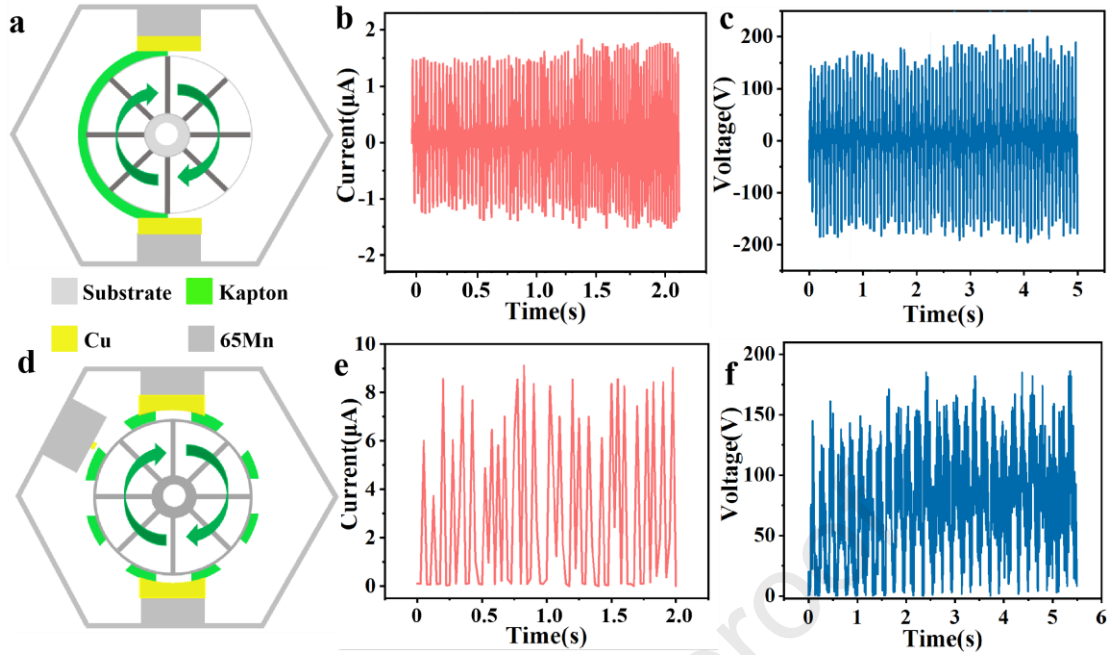 a
Substrate
Kapton
Cu
65Mn
b
Current(μA)
2
1
0
-1
-2
0
0.5
1.0
1.5
2.0
Time(s)
c
Voltage(V)
200
100
0
-100
-200
0
1
2
3
4
5
Time(s)
d
e
Current(μA)
10
8
6
4
2
0
0
0.5
1.0
1.5
2.0
Time(s)
f
Voltage(V)
200
150
100
50
0
0
1
2
3
4
5
6
Time(s)